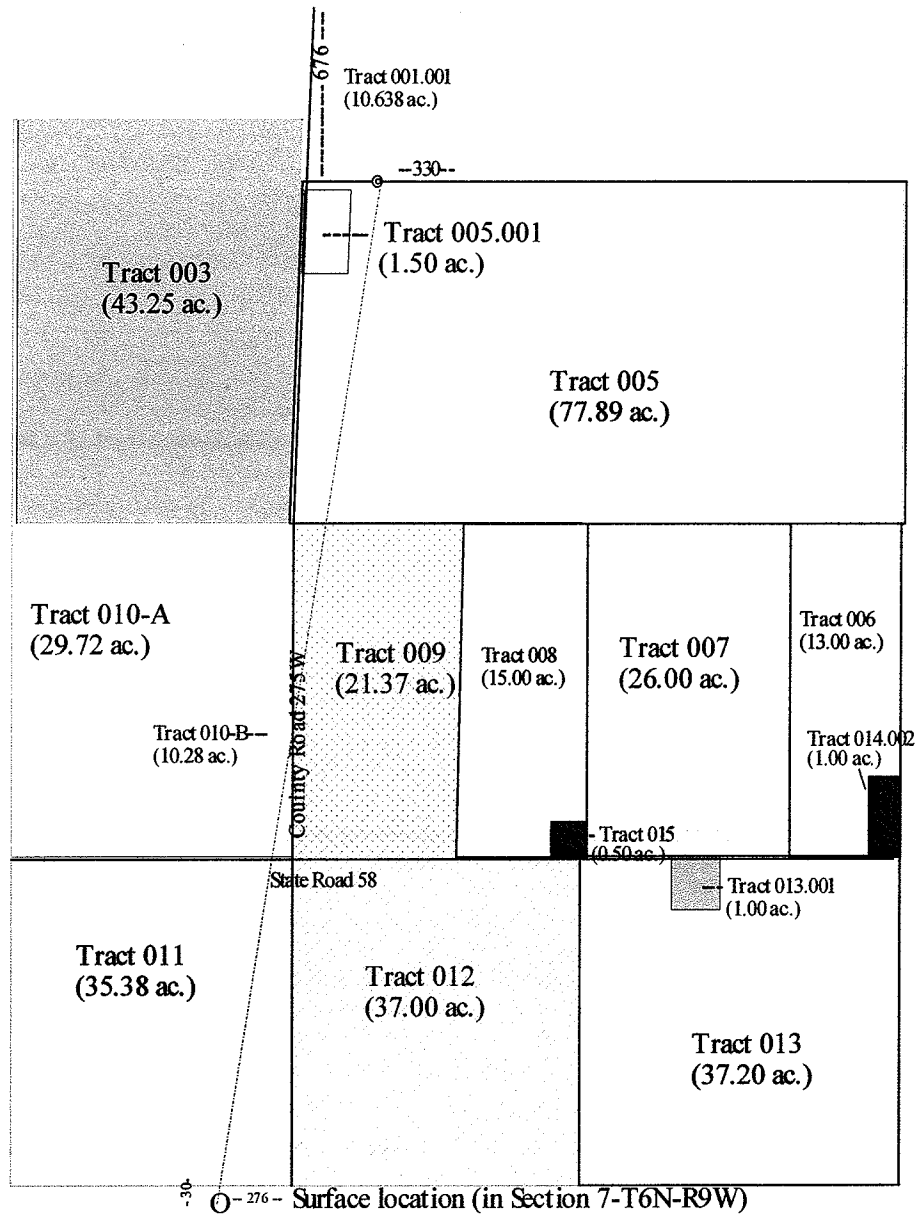 --- 676 ---
Tract 001.001
(10.638 ac.)
--330--
Tract 005.001
(1.50 ac.)
Tract 003
(43.25 ac.)
Tract 005
(77.89 ac.)
Tract 010-A
(29.72 ac.)
Tract 009
(21.37 ac.)
Tract 008
(15.00 ac.)
Tract 007
(26.00 ac.)
Tract 006
(13.00 ac.)
Tract 010-B--
(10.28 ac.)
County Road 275 W
Tract 014.002
(1.00 ac.)
- Tract 015
(0.50 ac.)
State Road 58
--- Tract 013.001
(1.00 ac.)
Tract 011
(35.38 ac.)
Tract 012
(37.00 ac.)
Tract 013
(37.20 ac.)
-30-
-- 276 -- Surface location (in Section 7-T6N-R9W)